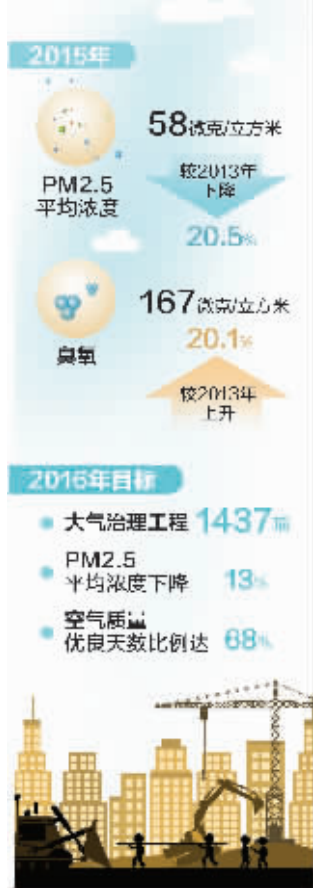 2015年
58微克/立方米
PM2.5
平均浓度
较2013年
下降
20.5%
167微克/立方米
20.1%
臭氧
较2013年
上升
2016年目标
大气治理工程 1437项
PM2.5
平均浓度下降 13%
空气质量
优良天数比例达 68%